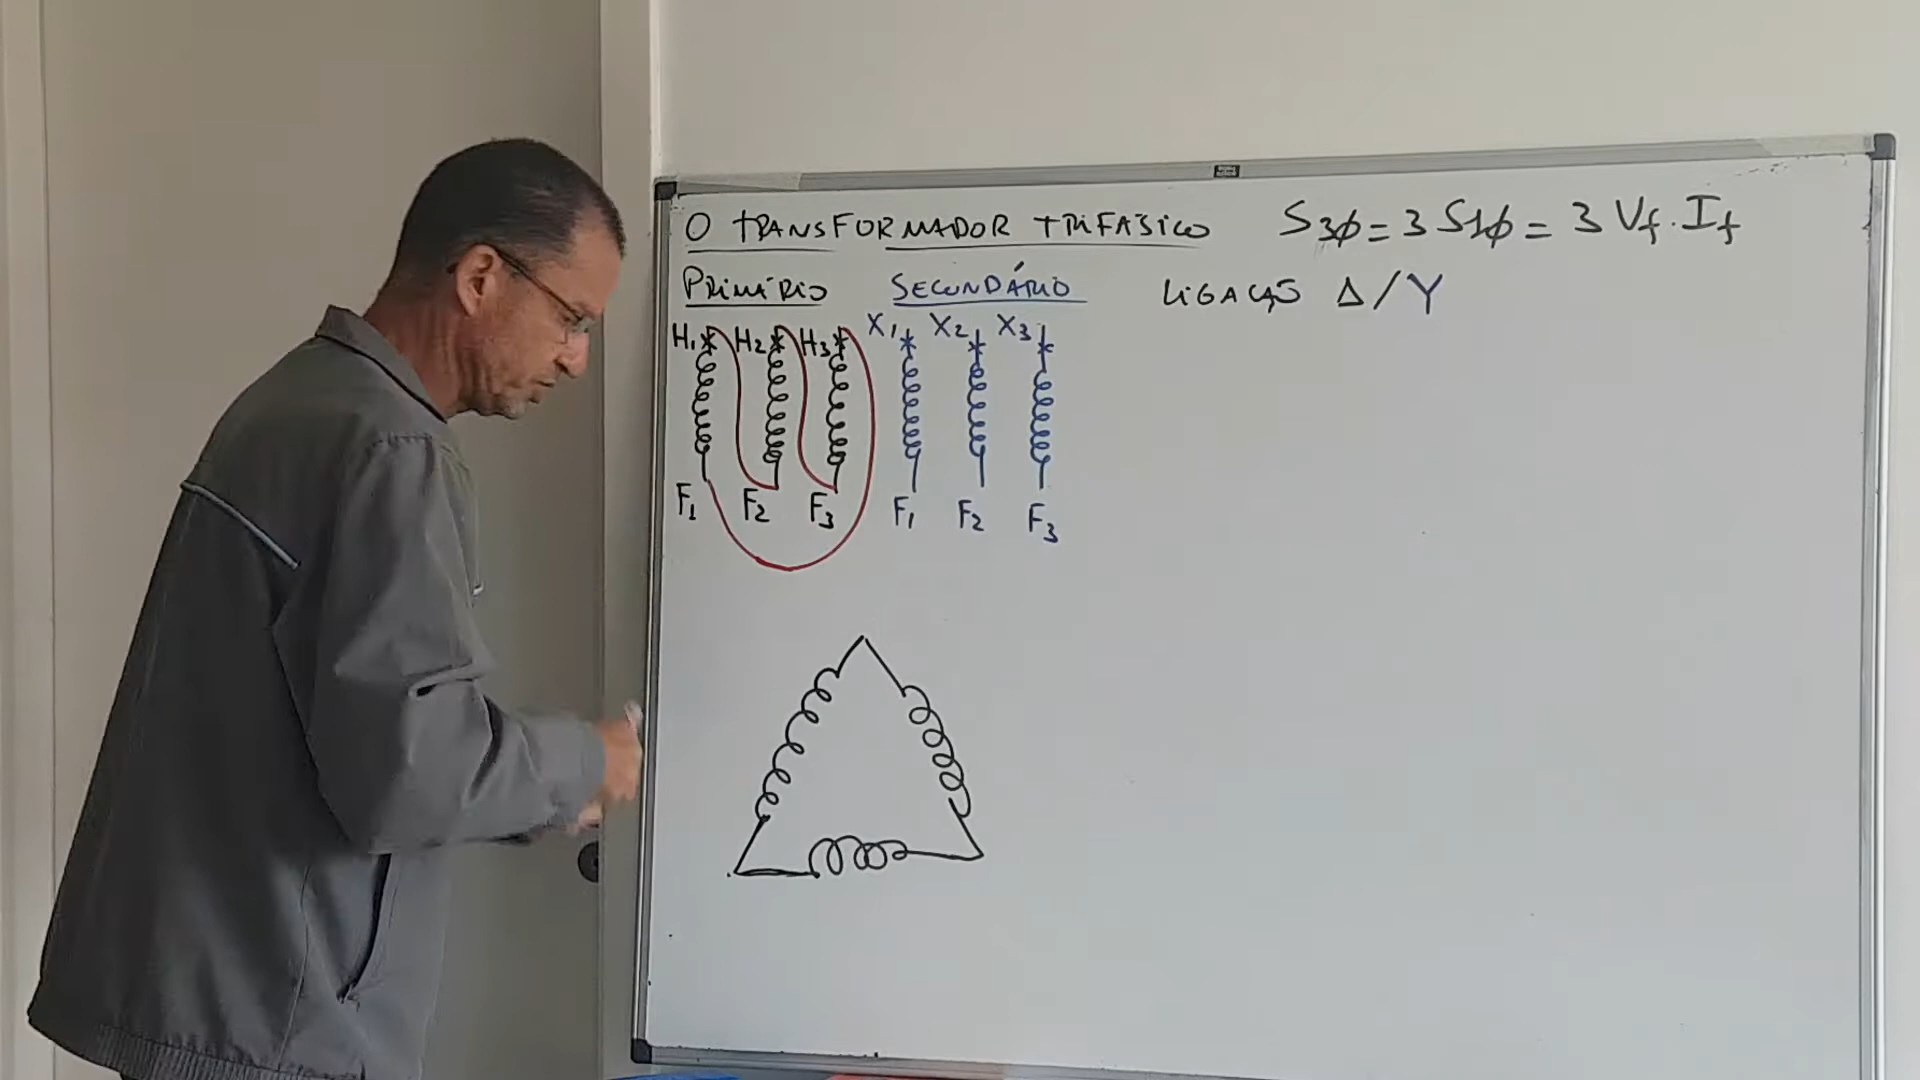 O TRANSFORMADOR TRIFÁSICO
S3φ = 3 S1φ = 3 Vf . If
PRIMÁRIO SECUNDÁRIO LIGAÇÃO Δ/Y
H1 H2 H3 X1 X2 X3
F1 F2 F3 F1 F2 F3